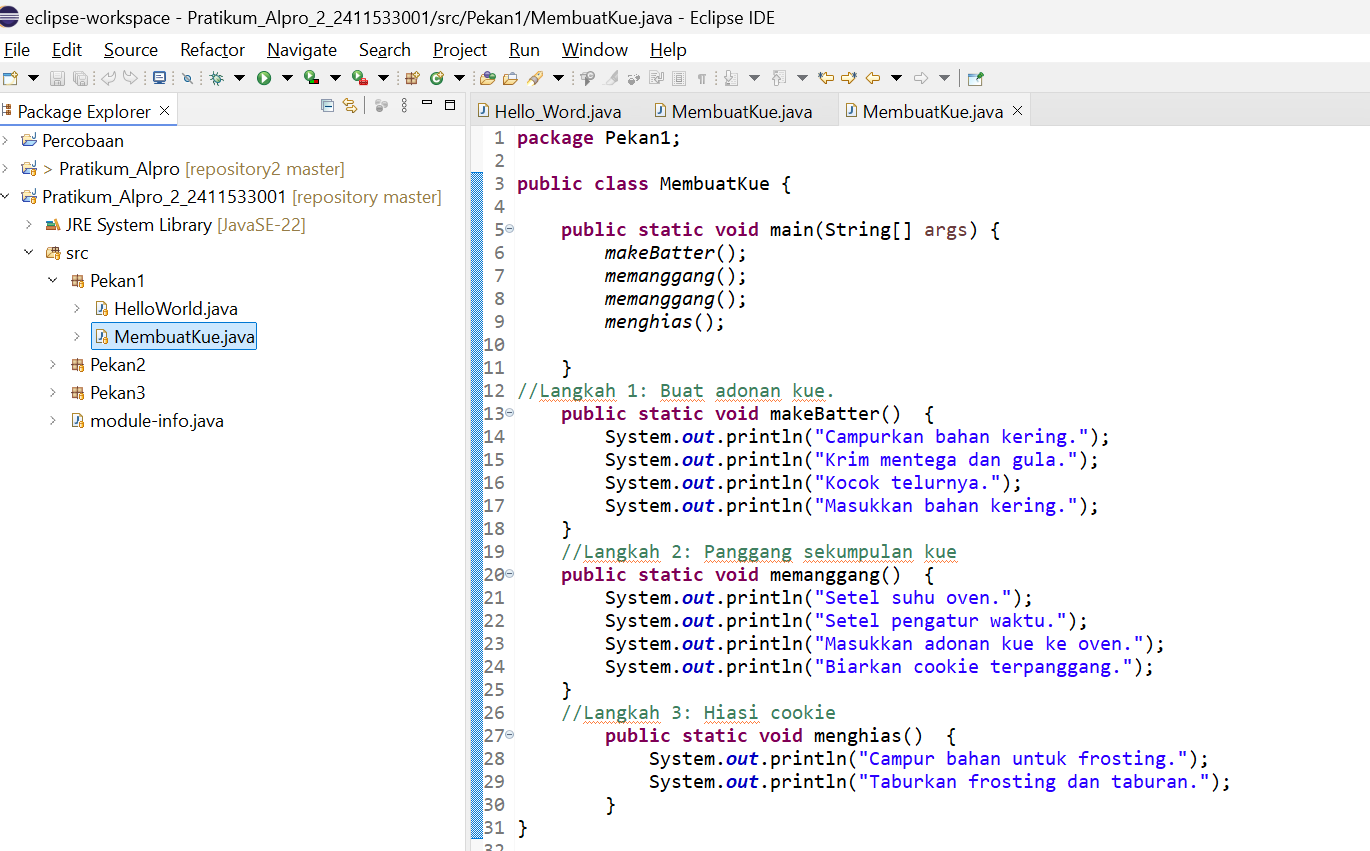 eclipse-workspace - Pratikum_Alpro_2_2411533001/src/Pekan1/MembuatKue.java - Eclipse IDE
File Edit Source Refactor Navigate Search Project Run Window Help
Package Explorer
Percobaan
> Pratikum_Alpro [repository2 master]
Pratikum_Alpro_2_2411533001 [repository master]
JRE System Library [JavaSE-22]
src
Pekan1
HelloWorld.java
MembuatKue.java
Pekan2
Pekan3
module-info.java
Hello_Word.java MembuatKue.java MembuatKue.java
1 package Pekan1;
2
3 public class MembuatKue {
4
5 public static void main(String[] args) {
6 makeBatter();
7 memanggang();
8 memanggang();
9 menghias();
10
11 }
12 //Langkah 1: Buat adonan kue.
13 public static void makeBatter()  {
14 System.out.println("Campurkan bahan kering.");
15 System.out.println("Krim mentega dan gula.");
16 System.out.println("Kocok telurnya.");
17 System.out.println("Masukkan bahan kering.");
18 }
19 //Langkah 2: Panggang sekumpulan kue
20 public static void memanggang()  {
21 System.out.println("Setel suhu oven.");
22 System.out.println("Setel pengatur waktu.");
23 System.out.println("Masukkan adonan kue ke oven.");
24 System.out.println("Biarkan cookie terpanggang.");
25 }
26 //Langkah 3: Hiasi cookie
27 public static void menghias()  {
28 System.out.println("Campur bahan untuk frosting.");
29 System.out.println("Taburkan frosting dan taburan.");
30 }
31 }
32